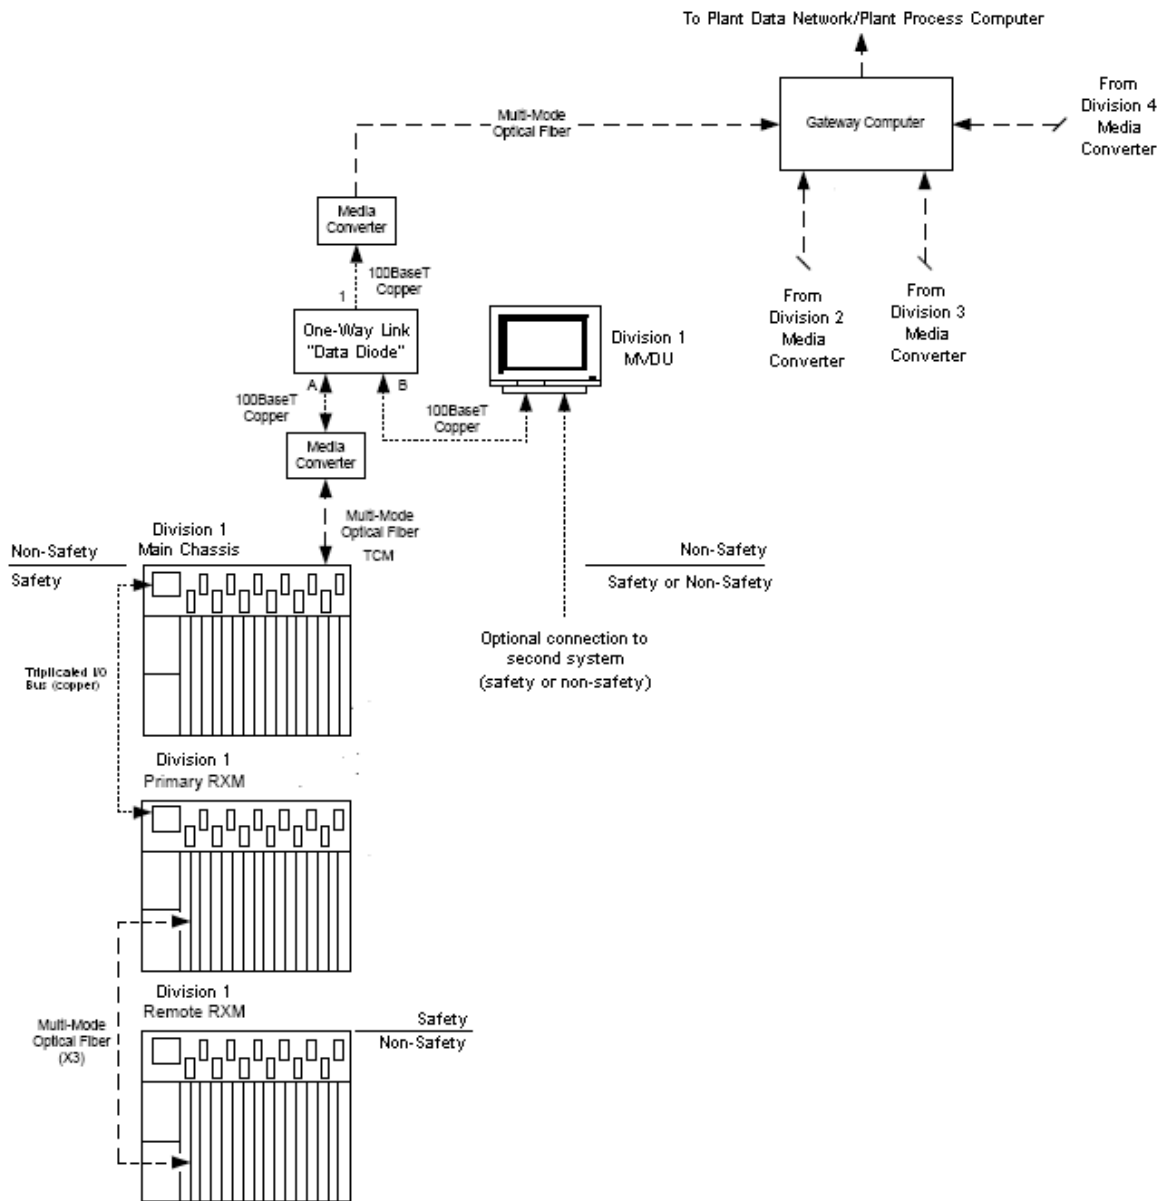 To Plant Data Network/Plant Process Computer
Gateway Computer
From
Division 4
Media
Converter
Multi-Mode
Optical Fiber
Media
Converter
100BaseT
Copper
1
One-Way Link
"Data Diode"
A
B
From
Division 2
Media
Converter
From
Division 3
Media
Converter
Division 1
MVDU
100BaseT
Copper
100BaseT
Copper
Media
Converter
Multi-Mode
Optical Fiber
TCM
Division 1
Main Chassis
Non-Safety
Safety
Non-Safety
Safety or Non-Safety
Optional connection to
second system
(safety or non-safety)
Triplicated I/O
Bus (copper)
Division 1
Primary RXM
Division 1
Remote RXM
Multi-Mode
Optical Fiber
(X3)
Safety
Non-Safety